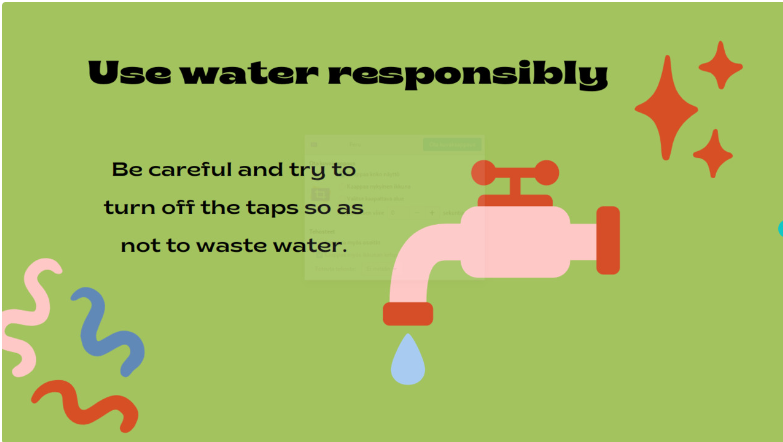 Use water responsibly
Be careful and try to
turn off the taps so as
not to waste water.